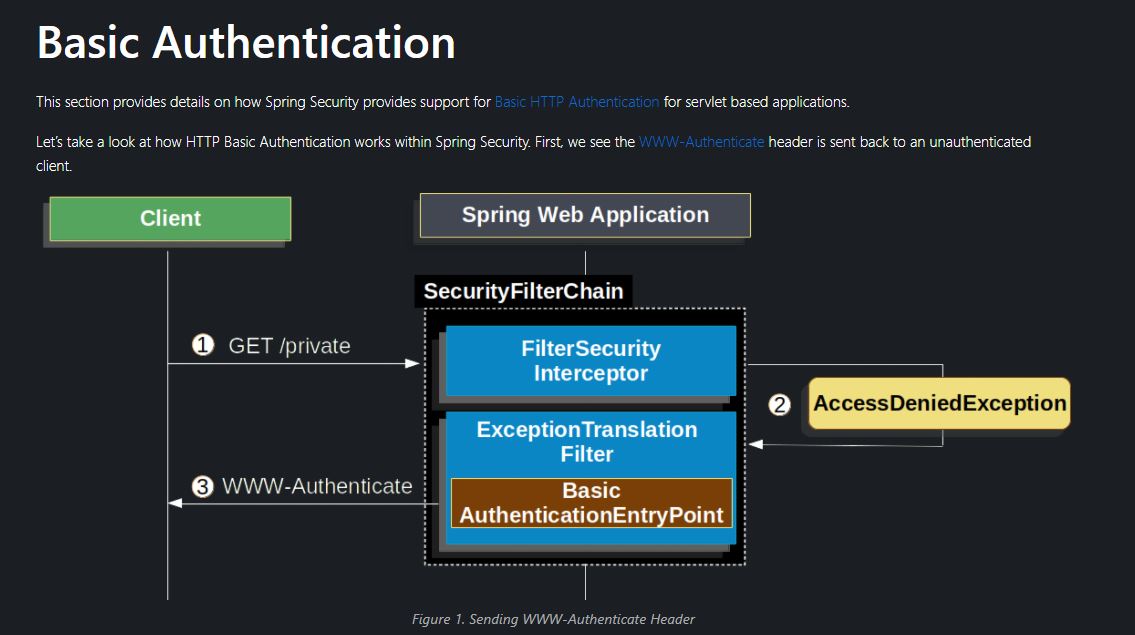 Basic Authentication
This section provides details on how Spring Security provides support for Basic HTTP Authentication for servlet based applications.
Let's take a look at how HTTP Basic Authentication works within Spring Security. First, we see the WWW-Authenticate header is sent back to an unauthenticated
client.
Client
Spring Web Application
SecurityFilterChain
1 GET /private
FilterSecurity
Interceptor
2 AccessDeniedException
ExceptionTranslation
Filter
3 WWW-Authenticate
Basic
AuthenticationEntryPoint
Figure 1. Sending WWW-Authenticate Header